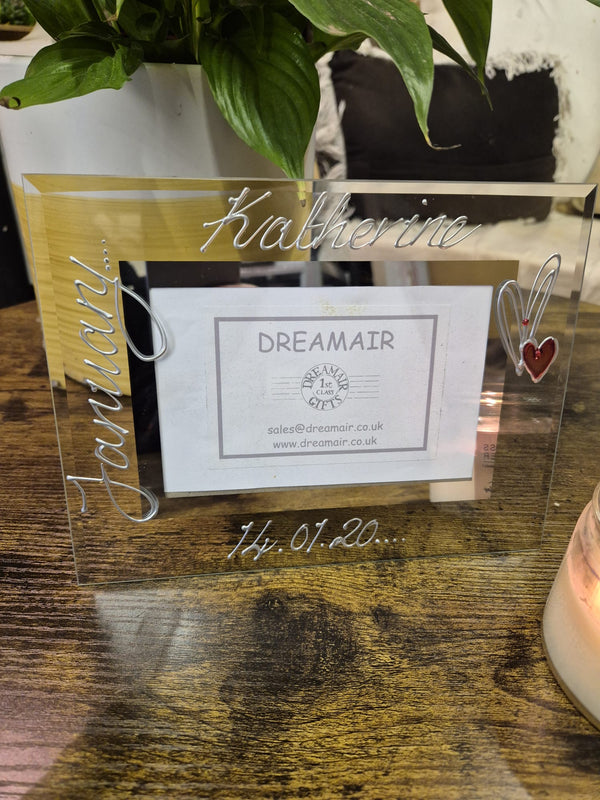 Katherine
January....
DREAMAIR
DREAMAIR
1st
CLASS
GIFTS
sales@dreamair.co.uk
www.dreamair.co.uk
14.01.20....